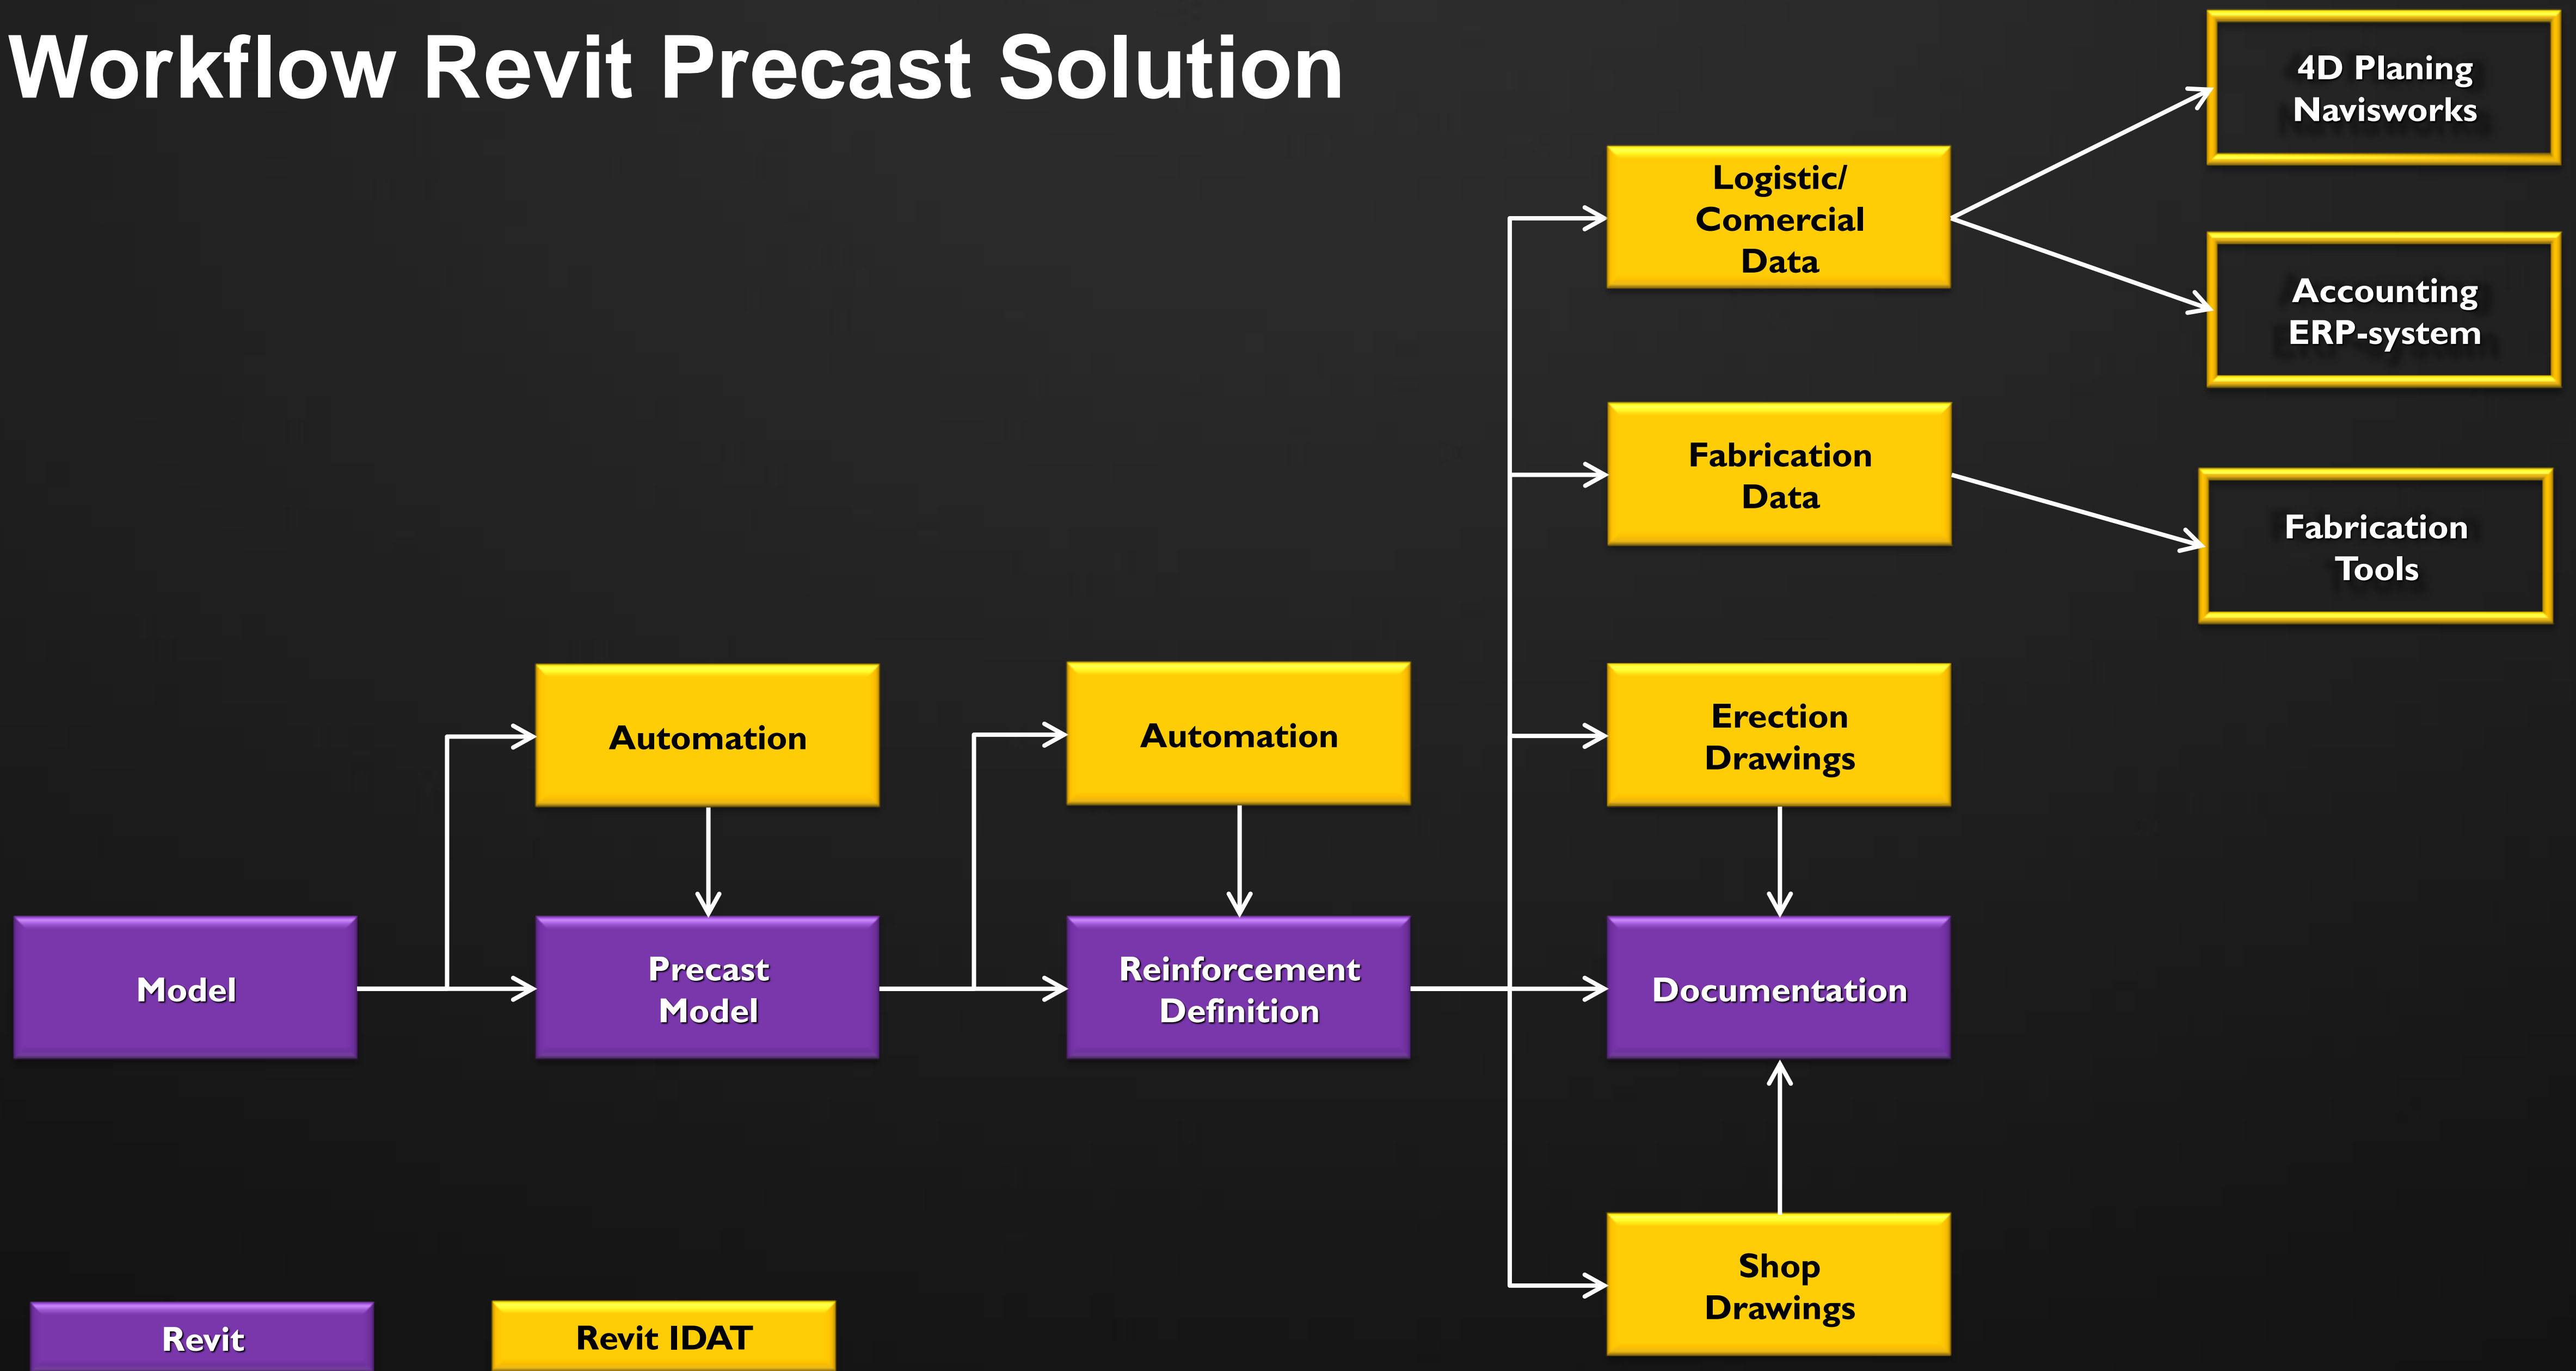 Workflow Revit Precast Solution
4D Planing
Navisworks
Logistic/
Comercial
Data
Accounting
ERP-system
Fabrication
Data
Fabrication
Tools
Automation
Automation
Erection
Drawings
Model
Precast
Model
Reinforcement
Definition
Documentation
Shop
Drawings
Revit
Revit IDAT